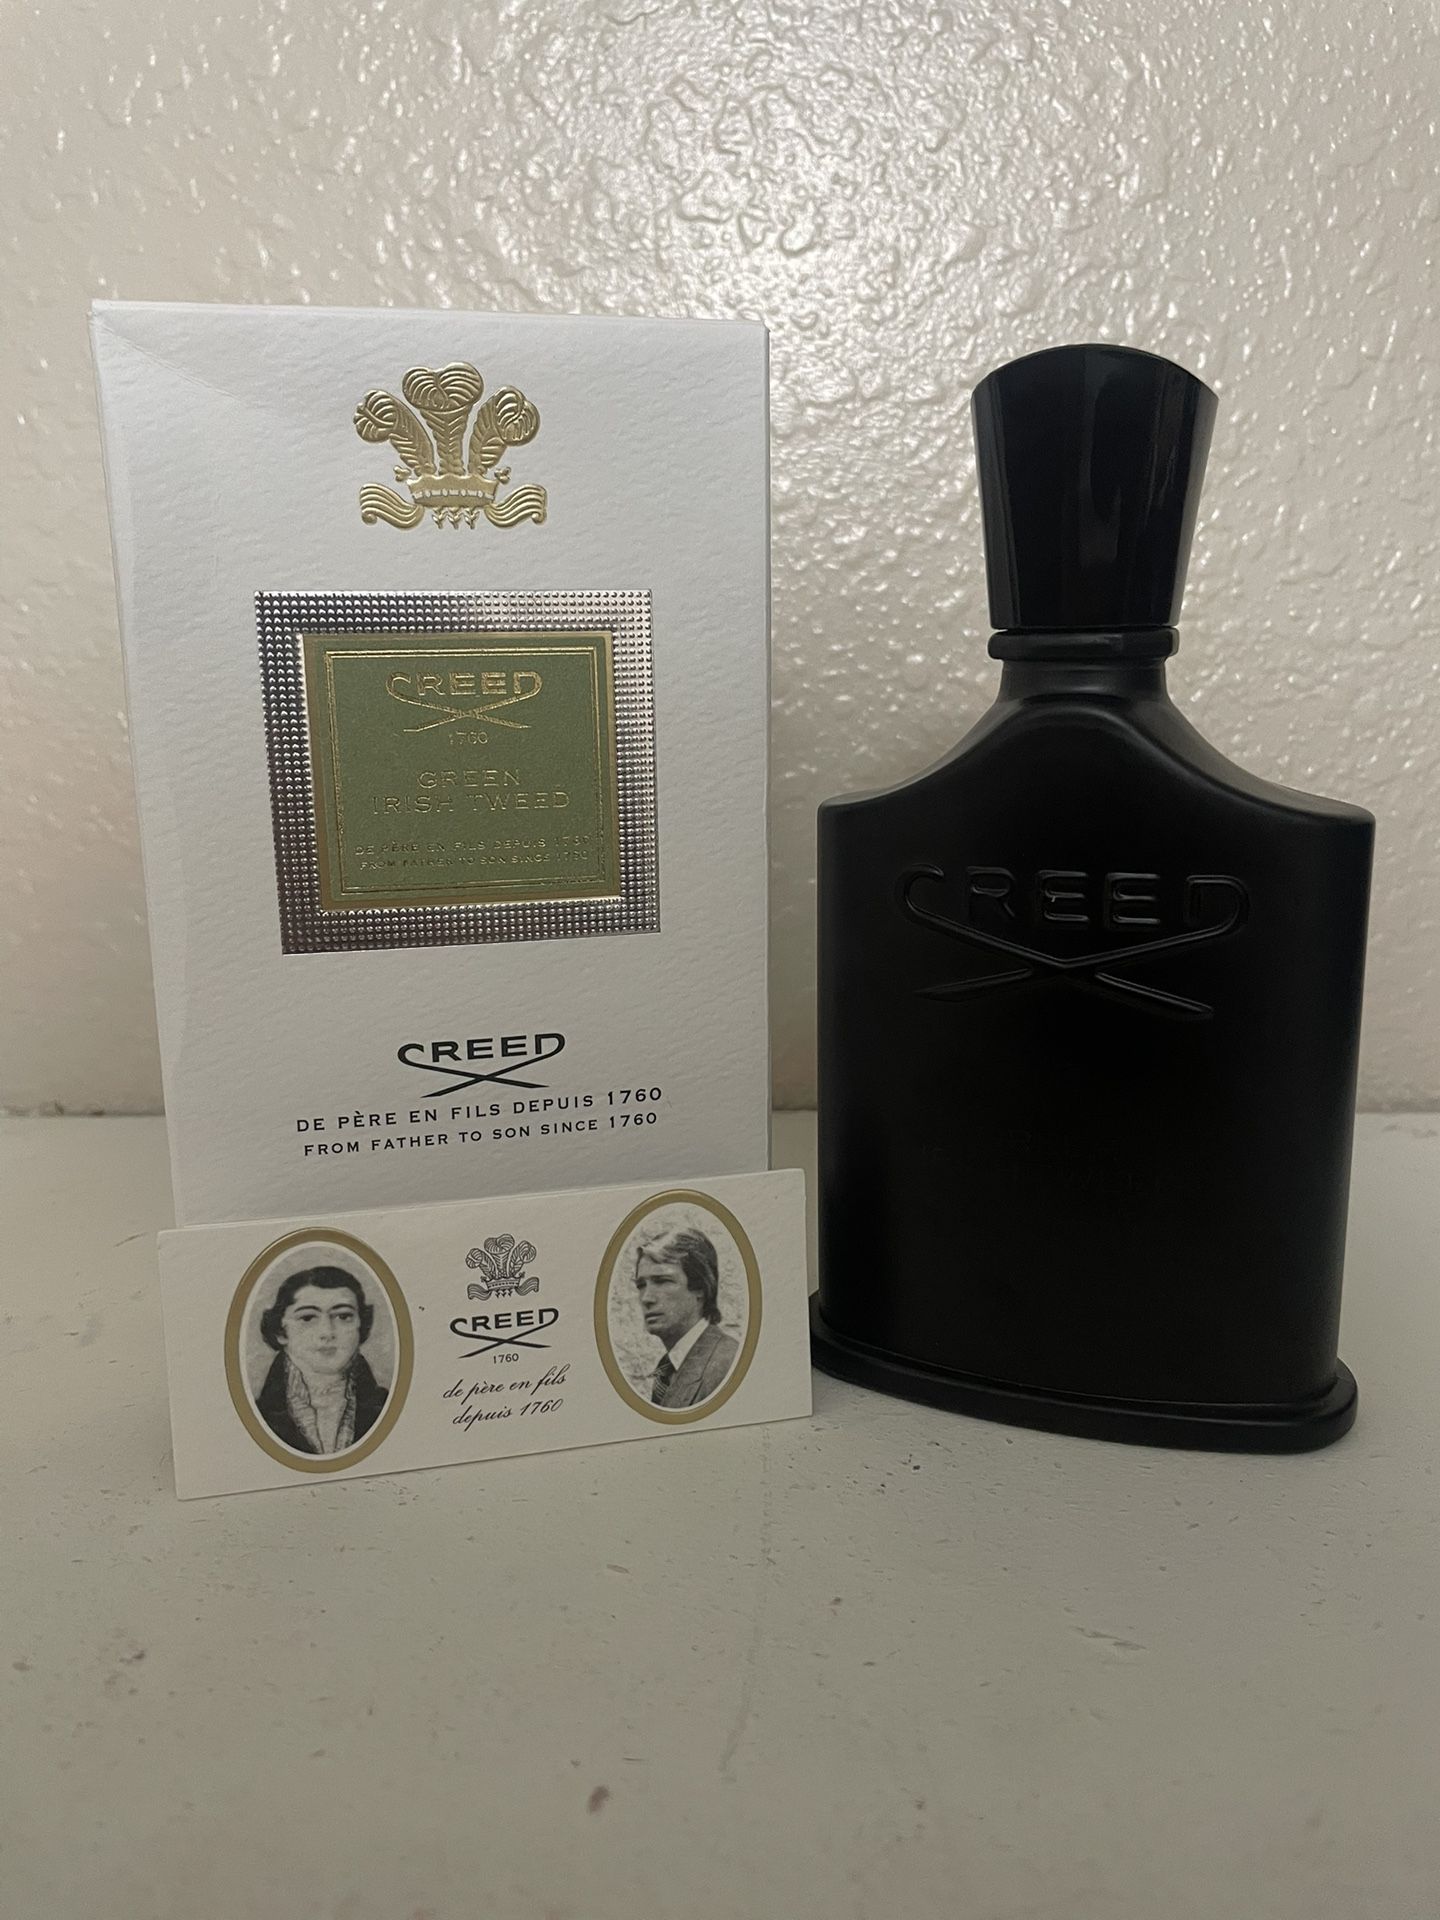 CREED
1760
GREEN
IRISH TWEED
DE PÈRE EN FILS DEPUIS 1760
FROM FATHER TO SON SINCE 1760
CREED
DE PÈRE EN FILS DEPUIS 1760
FROM FATHER TO SON SINCE 1760
CREED
1760
de père en fils
depuis 1760
CREED